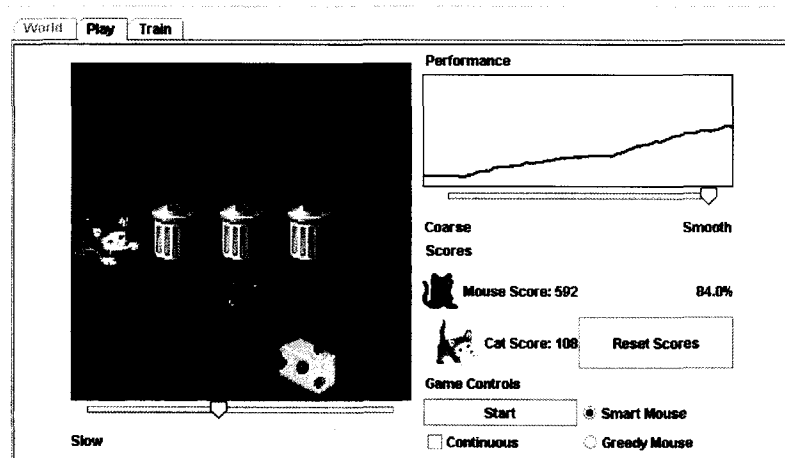 World Play Train
Performance
Coarse Smooth
Scores
Mouse Score: 592 84.0%
Cat Score: 108 Reset Scores
Game Controls
Start Smart Mouse
Slow Continuous Greedy Mouse